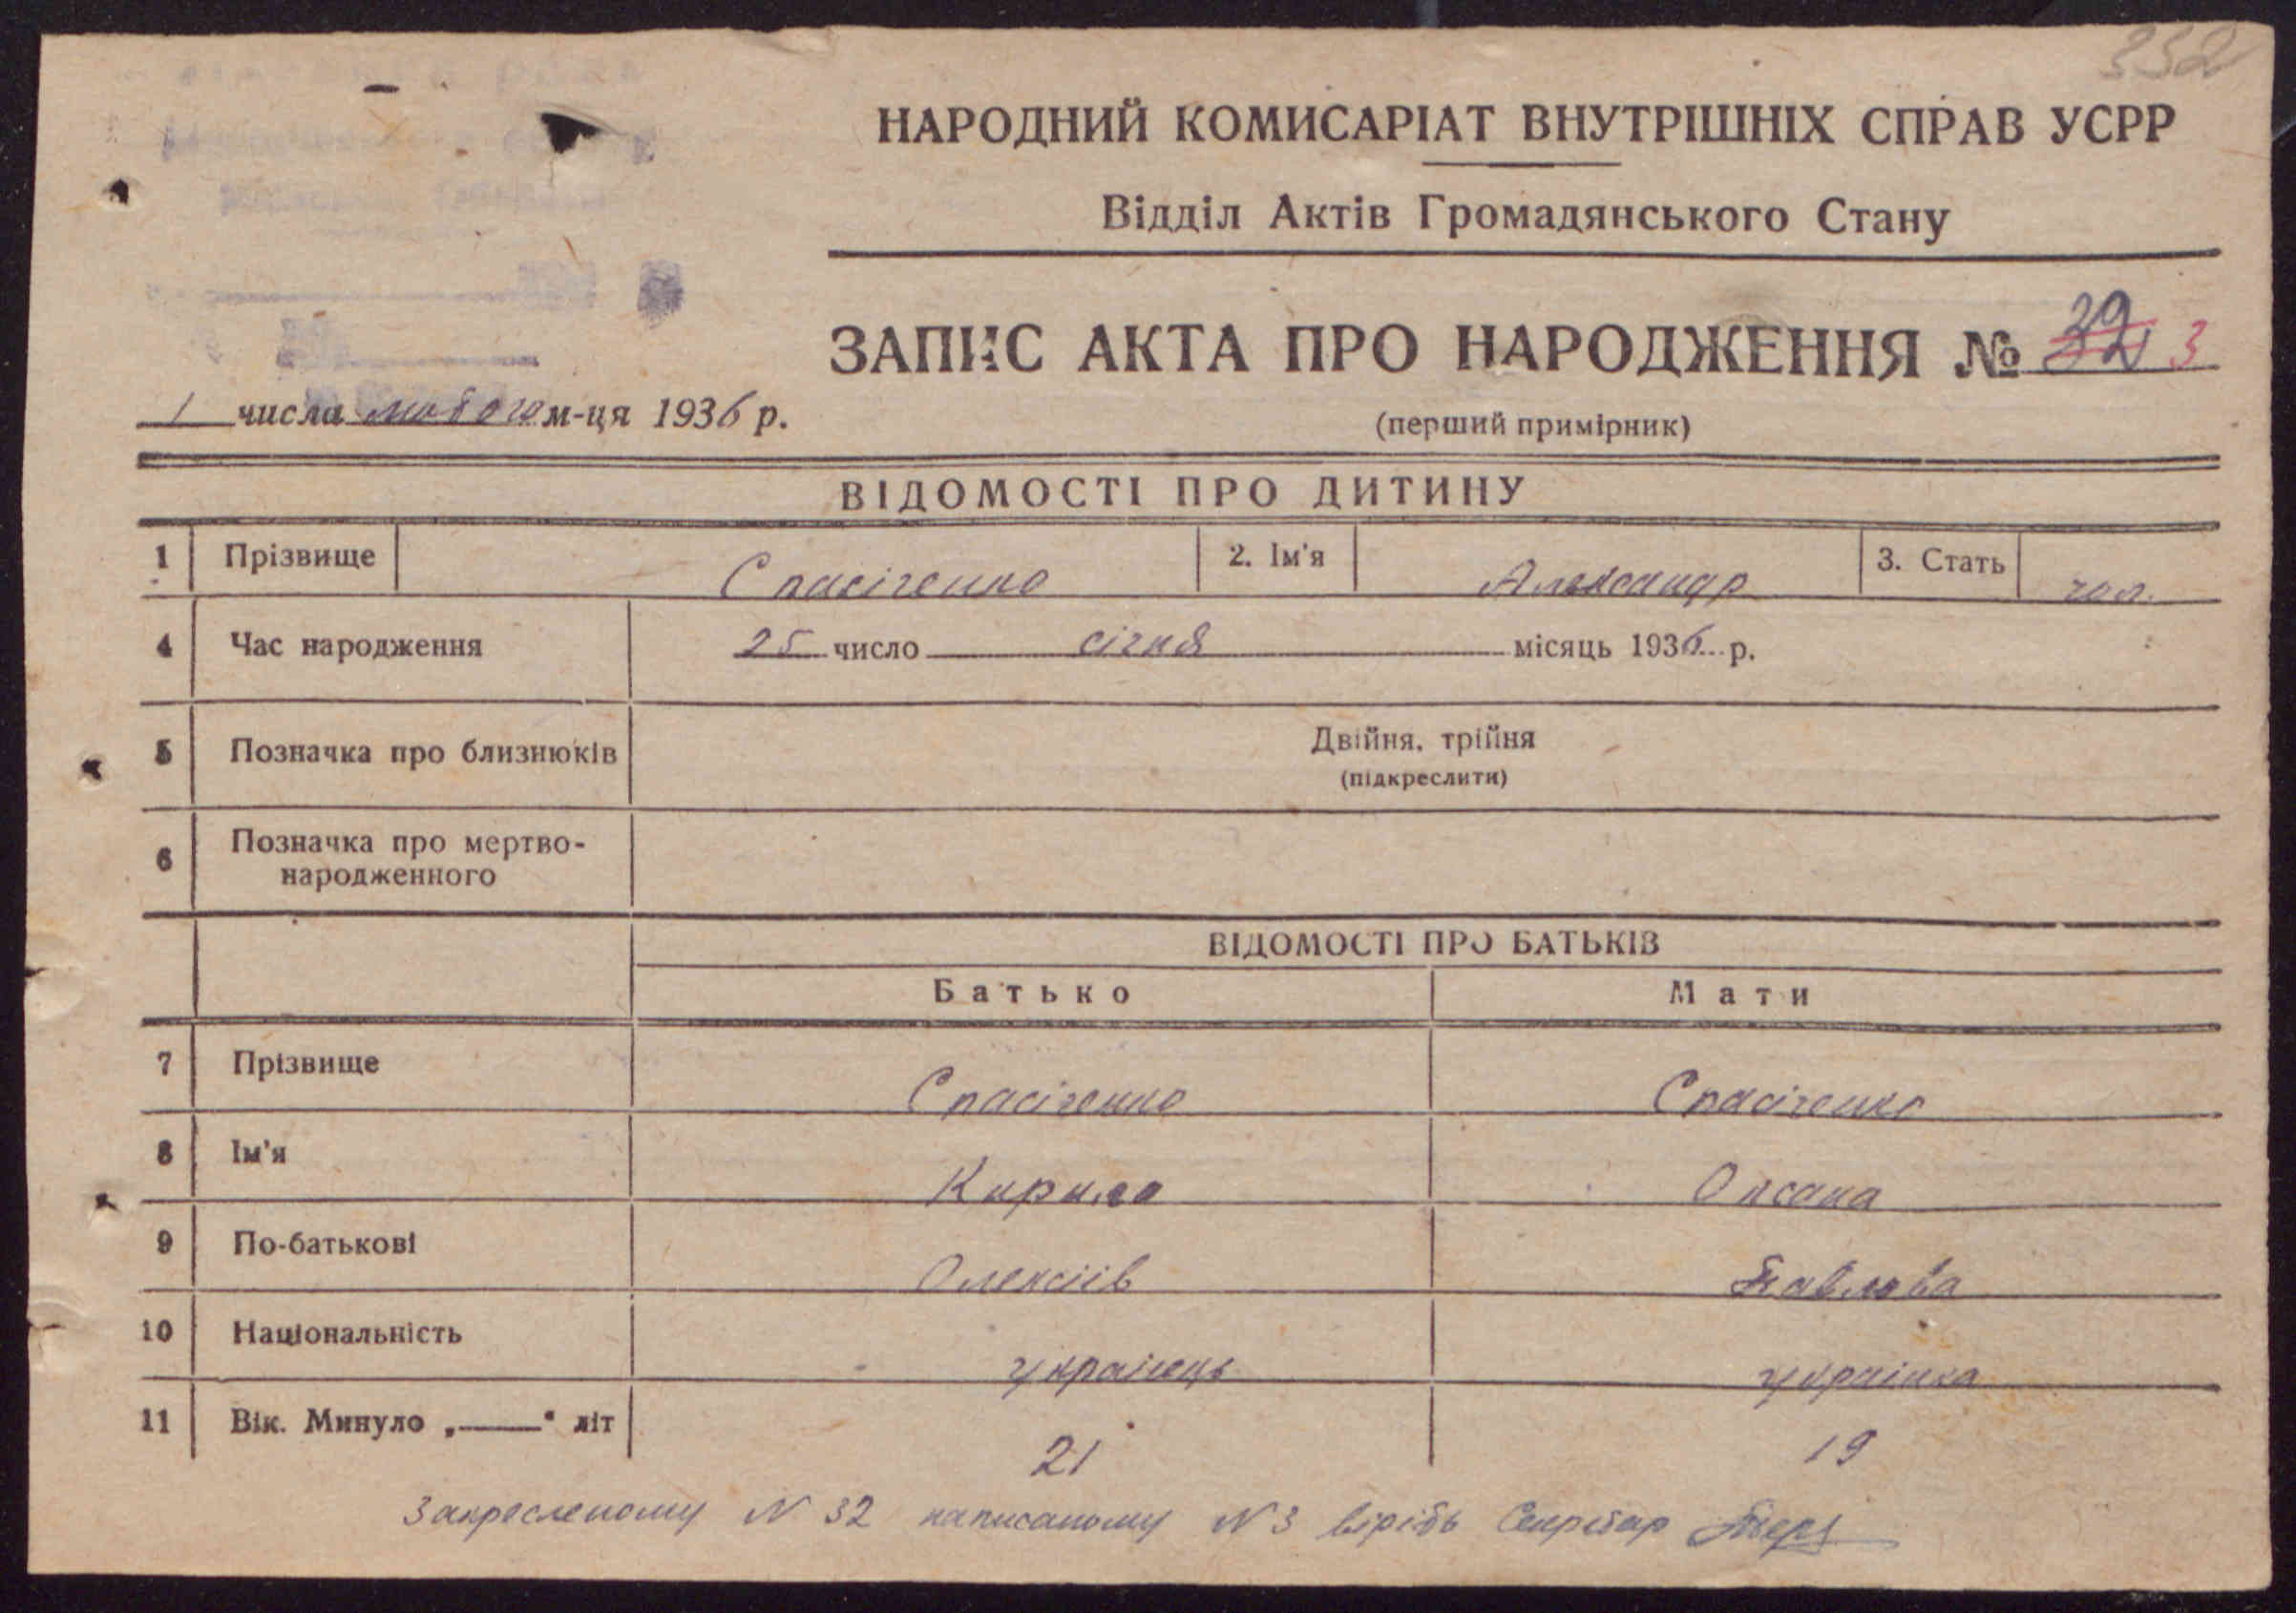 332
НАРОДНИЙ КОМИСАРІАТ ВНУТРІШНІХ СПРАВ УСРР
Відділ Актів Громадянського Стану
ЗАПИС АКТА ПРО НАРОДЖЕННЯ № 32 3
1 числа лютого м-ця 1936 р.
(перший примірник)
ВІДОМОСТІ ПРО ДИТИНУ
1 Прізвище Спасіченко 2. Ім'я Александр 3. Стать чол.
4 Час народження 25 число січня місяць 1936 р.
5 Позначка про близнюків Двійня, трійня
(підкреслити)
6 Позначка про мертво-
народженного
ВІДОМОСТІ ПРО БАТЬКІВ
Батько Мати
7 Прізвище Спасіченко Спасіченко
8 Ім'я Кирило Оксана
9 По-батькові Олексіїв Павлова
10 Національність українець українка
11 Вік. Минуло „——“ літ 21 19
Закресленому N 32 написаному N 3 вірить Секретар